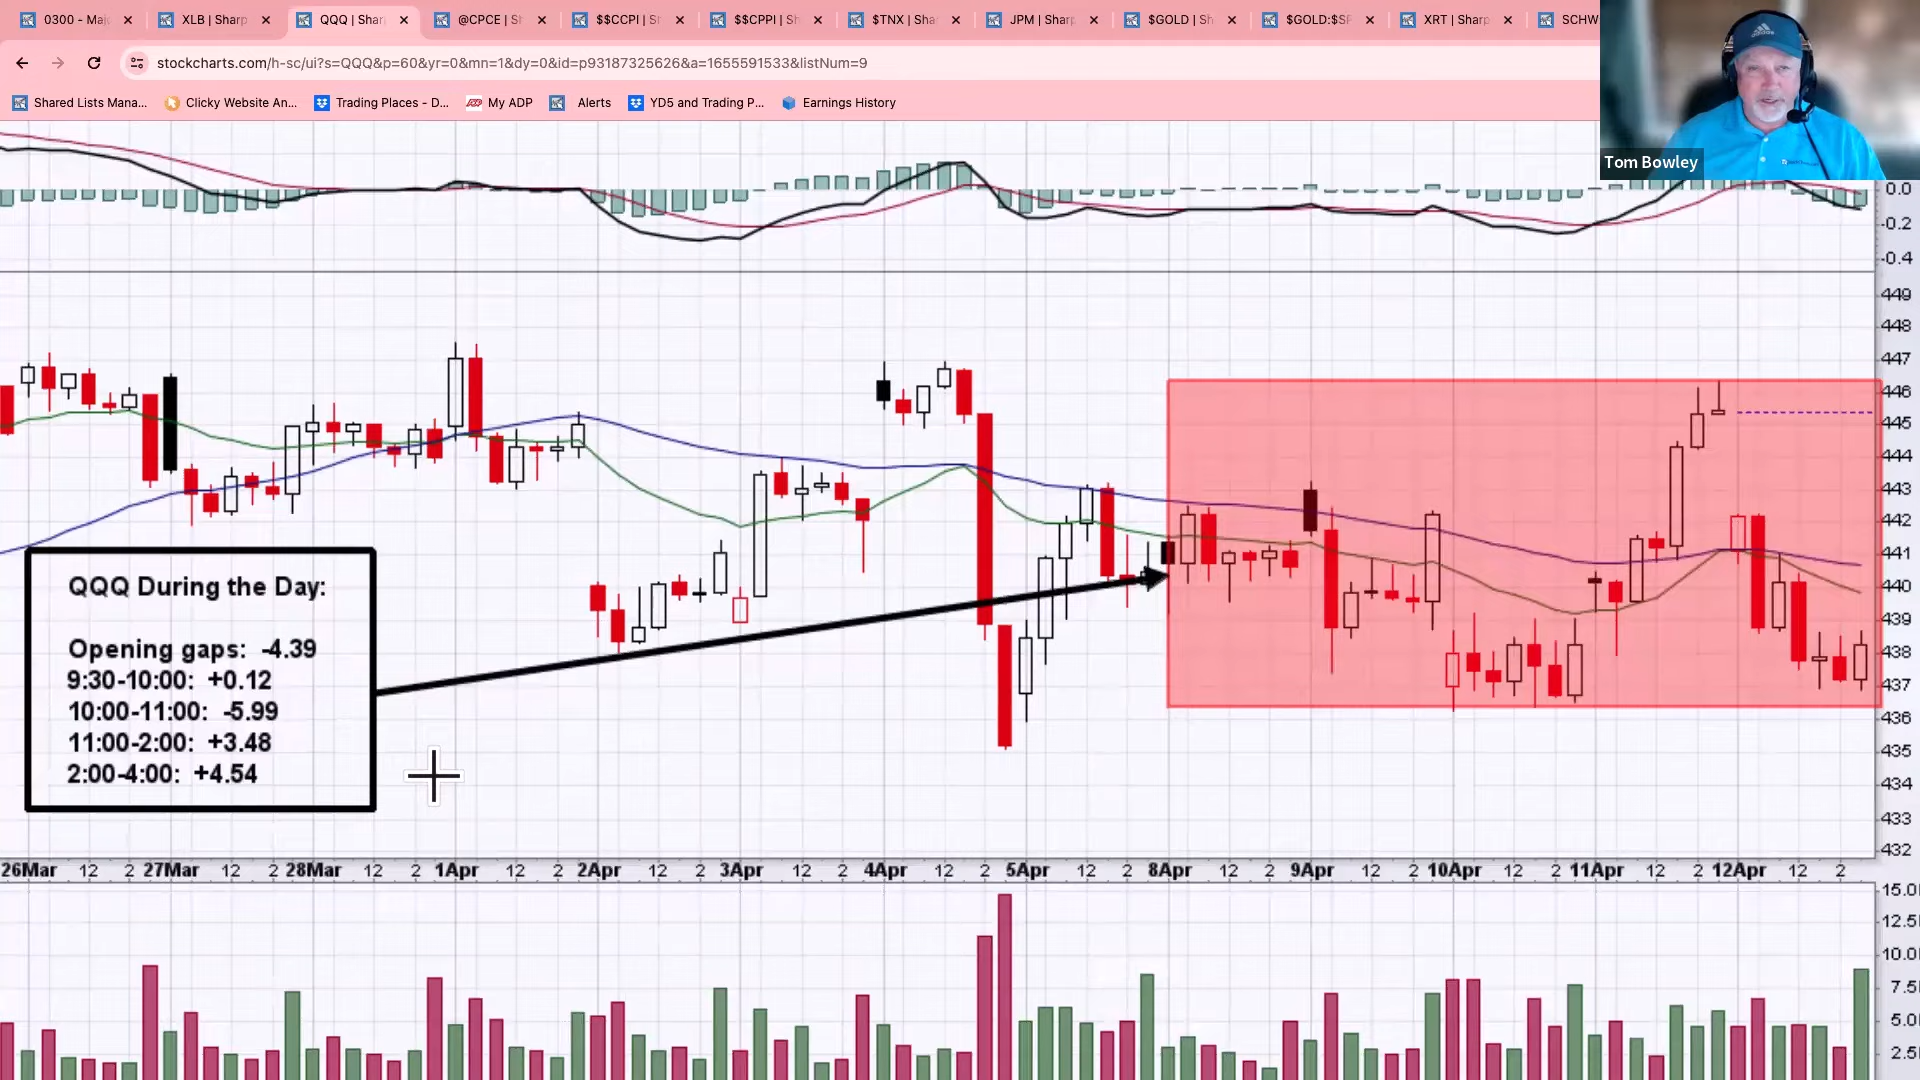 0300 - Maj
XLB | Sharp
QQQ | Shar
@CPCE | S
$$CCPI | S
$$CPPI | S
$TNX | Sha
JPM | Sharp
$GOLD | Sh
$GOLD:$S
XRT | Sharp
SCHW
stockcharts.com/h-sc/ui?s=QQQ&p=60&yr=0&mn=1&dy=0&id=p93187325626&a=1655591533&listNum=9
Shared Lists Mana...
Clicky Website An...
Trading Places - D...
My ADP
Alerts
YD5 and Trading P...
Earnings History
adidas
Tom Bowley
0.0
-0.2
-0.4
449
448
447
446
445
444
443
442
441
440
439
438
437
436
435
434
433
432
QQQ During the Day:
Opening gaps: -4.39
9:30-10:00: +0.12
10:00-11:00: -5.99
11:00-2:00: +3.48
2:00-4:00: +4.54
26Mar 12 2 27Mar 12 2 28Mar 12 2 1Apr 12 2 2Apr 12 2 3Apr 12 2 4Apr 12 2 5Apr 12 2 8Apr 12 2 9Apr 12 2 10Apr 12 2 11Apr 12 2 12Apr 12 2
15.0
12.5
10.0
7.5
5.0
2.5